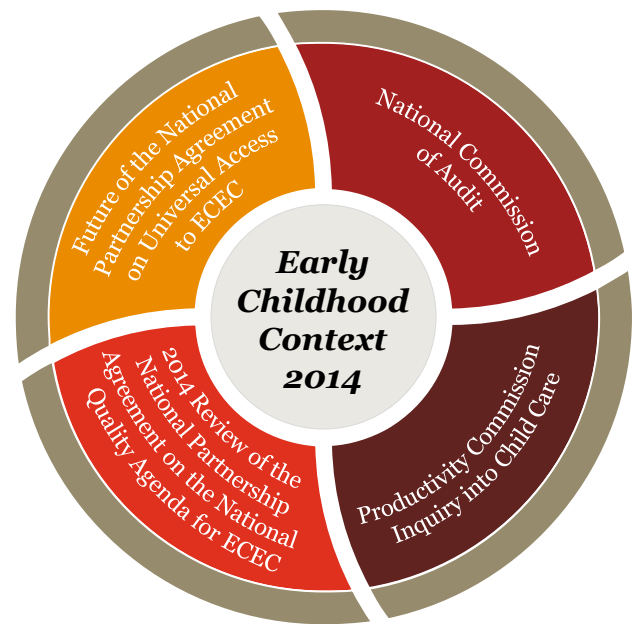 Future of the National
Partnership Agreement
on Universal Access
to ECEC
National Commission
of Audit
Early
Childhood
Context
2014
2014 Review of the
National Partnership
Agreement on the National
Quality Agenda for ECEC
Productivity Commission
Inquiry into Child Care